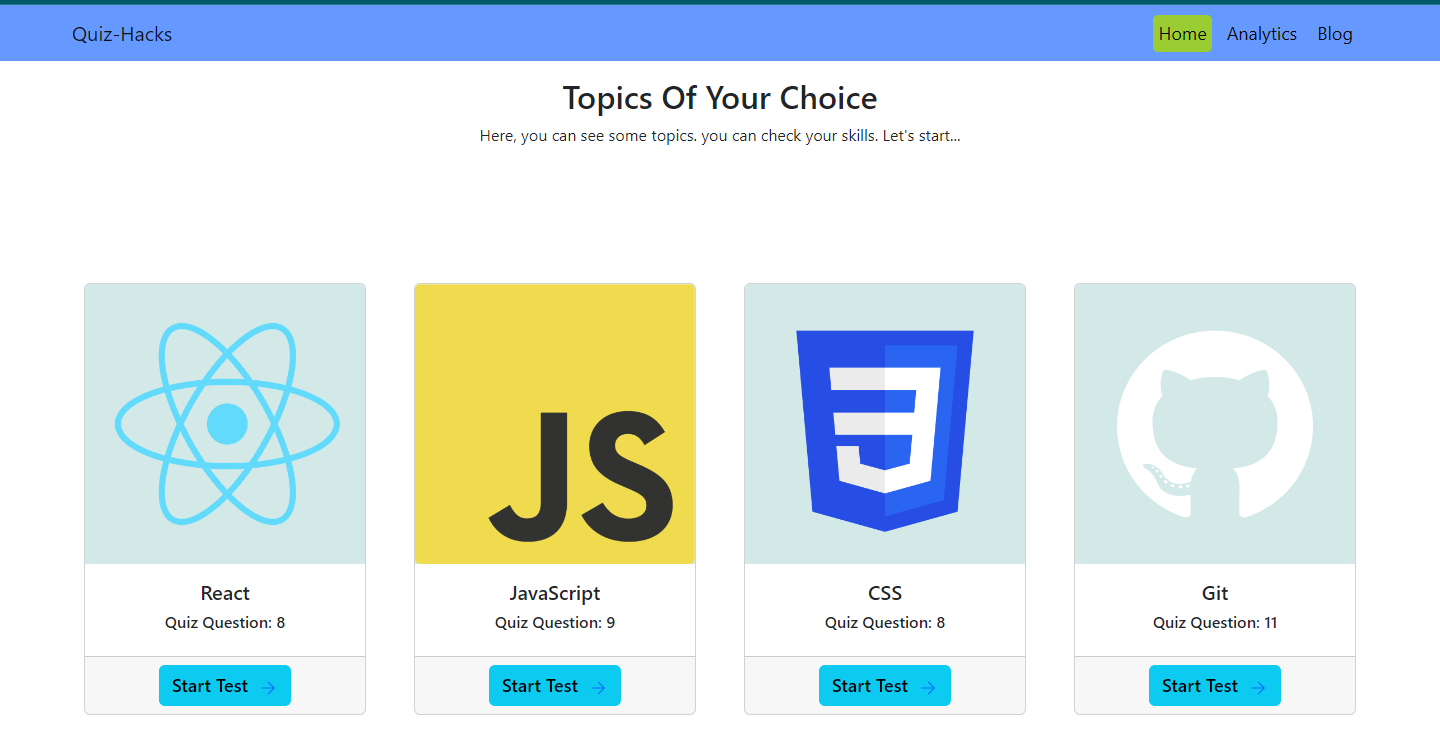 Quiz-Hacks
Home Analytics Blog
Topics Of Your Choice
Here, you can see some topics. you can check your skills. Let's start...
JS
React
Quiz Question: 8
Start Test
JavaScript
Quiz Question: 9
Start Test
CSS
Quiz Question: 8
Start Test
Git
Quiz Question: 11
Start Test